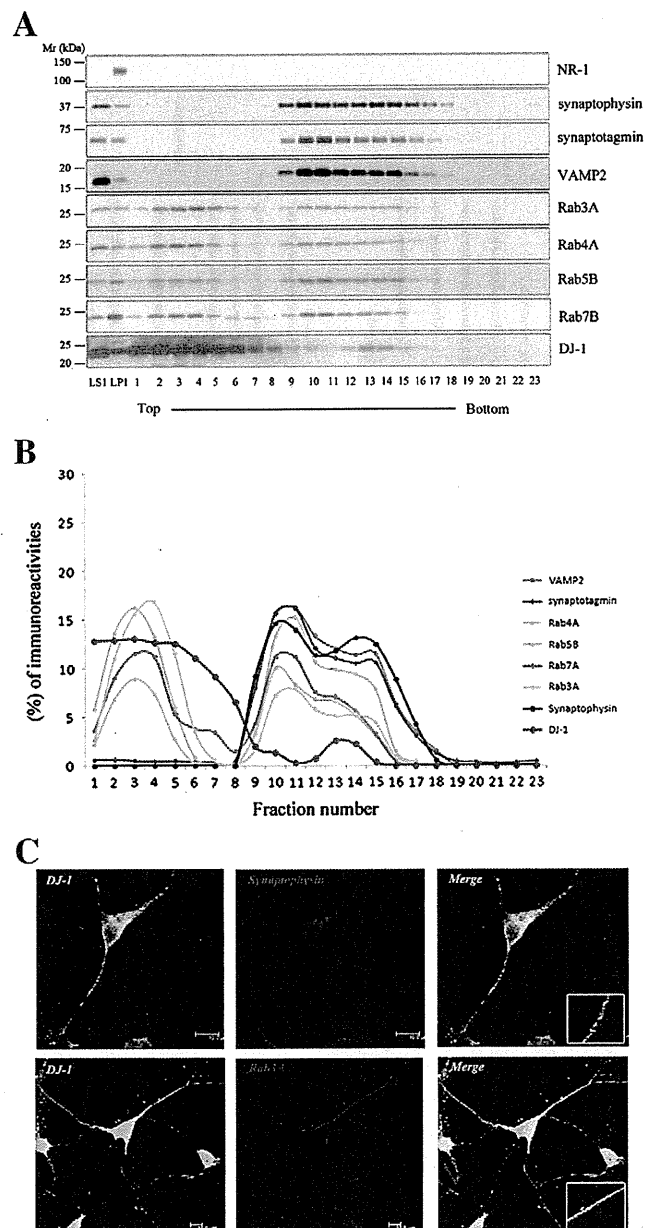 A
Mr (kDa)
150
100
NR-1
37
synaptophysin
75
synaptotagmin
20
15
VAMP2
25
Rab3A
25
Rab4A
25
Rab5B
25
Rab7B
25
20
DJ-1
LS1 LP1 1 2 3 4 5 6 7 8 9 10 11 12 13 14 15 16 17 18 19 20 21 22 23
Top Bottom
B
(%) of immunoreactivities
30
25
20
15
10
5
0
1 2 3 4 5 6 7 8 9 10 11 12 13 14 15 16 17 18 19 20 21 22 23
Fraction number
VAMP2
synaptotagmin
Rab4A
Rab5B
Rab7A
Rab3A
Synaptophysin
DJ-1
C
DJ-1 Synaptophysin Merge
DJ-1 Rab3A Merge